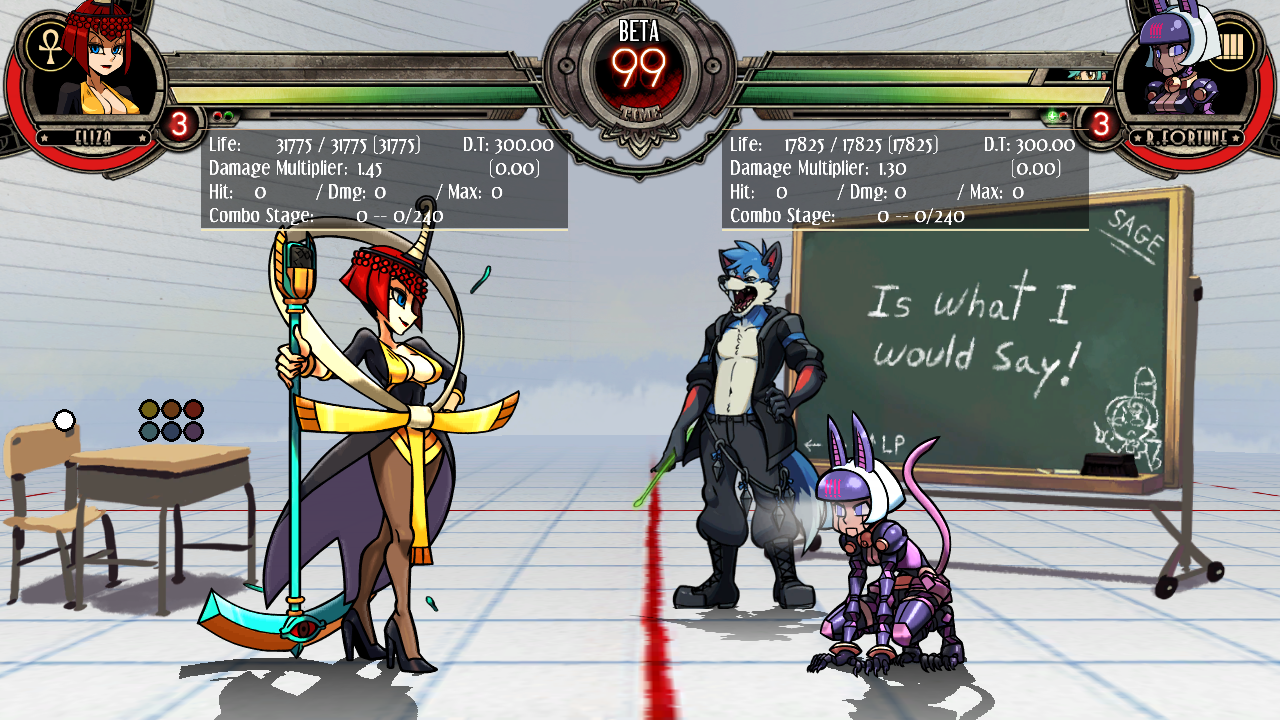 BETA
99
TIME
ELIZA
3
3
R.FORTUNE
Life: 31775 / 31775 (31775) D.T: 300.00
Damage Multiplier: 1.45 (0.00)
Hit: 0 / Dmg: 0 / Max: 0
Combo Stage: 0 -- 0/240
Life: 17825 / 17825 (17825) D.T: 300.00
Damage Multiplier: 1.30 (0.00)
Hit: 0 / Dmg: 0 / Max: 0
Combo Stage: 0 -- 0/240
SAGE
Is what I
would say!
← LP